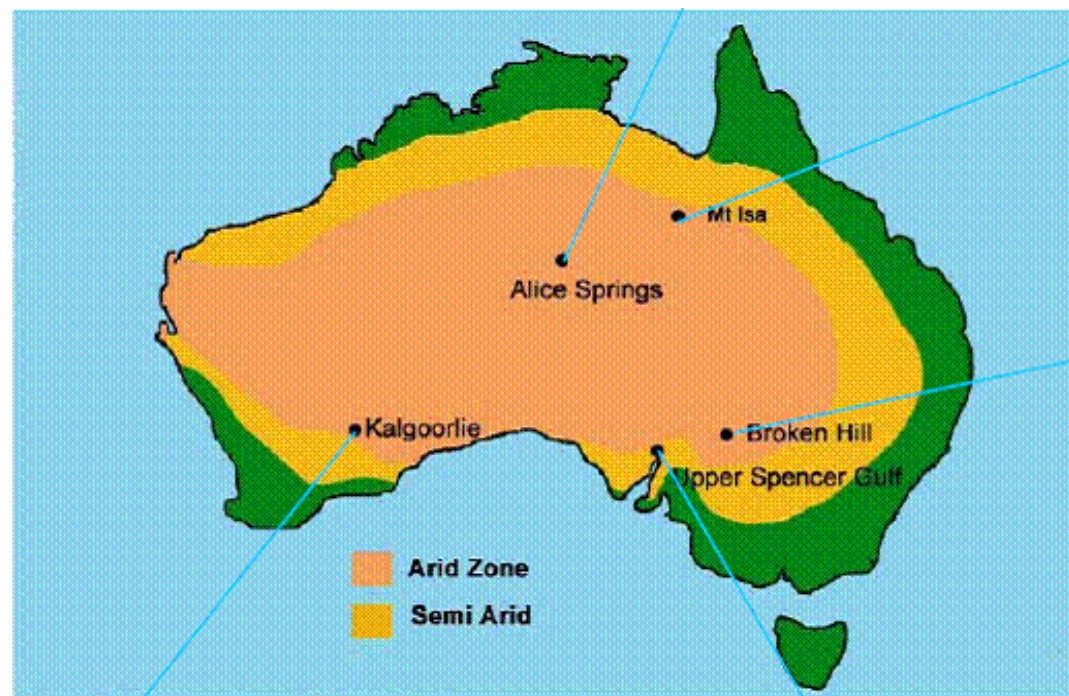 Mt Isa
Alice Springs
Kalgoorlie
Broken Hill
Upper Spencer Gulf
Arid Zone
Semi Arid